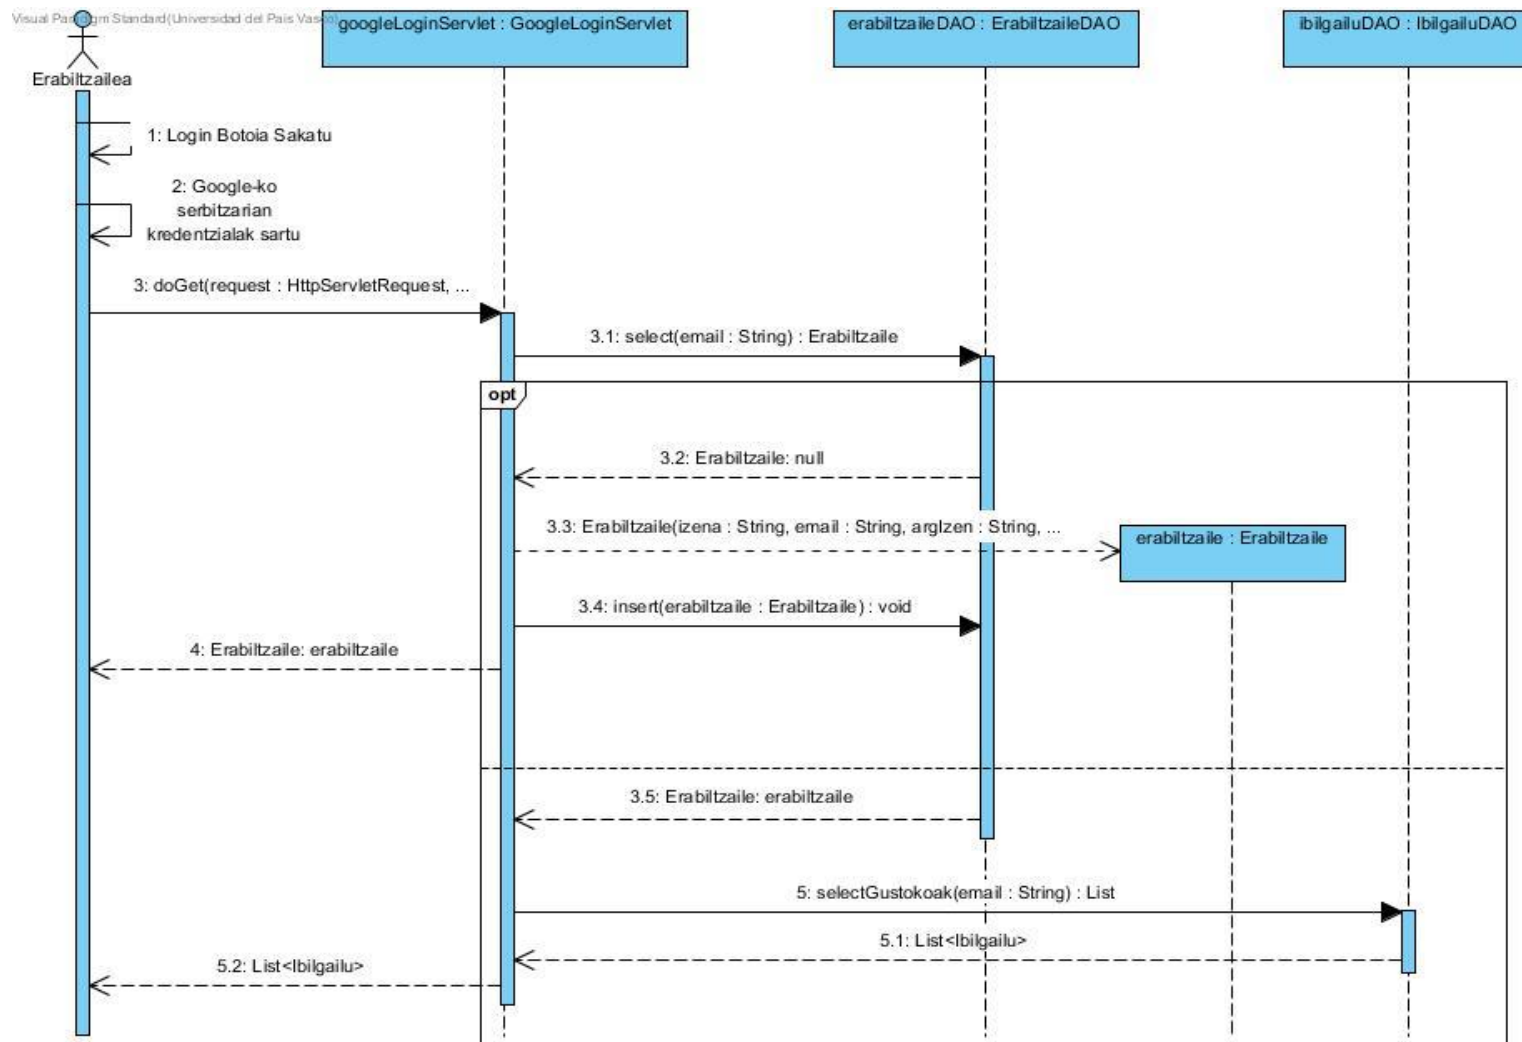 Visual Paradigm Standard(Universidad del Pais Vasco)
googleLoginServlet : GoogleLoginServlet
erabiltzaileDAO : ErabiltzaileDAO
ibilgailuDAO : IbilgailuDAO
Erabiltzailea
1: Login Botoia Sakatu
2: Google-ko
serbitzarian
kredentzialak sartu
3: doGet(request : HttpServletRequest, ...
3.1: select(email : String) : Erabiltzaile
opt
3.2: Erabiltzaile: null
3.3: Erabiltzaile(izena : String, email : String, argIzen : String, ...
erabiltzaile : Erabiltzaile
3.4: insert(erabiltzaile : Erabiltzaile) : void
4: Erabiltzaile: erabiltzaile
3.5: Erabiltzaile: erabiltzaile
5: selectGustokoak(email : String) : List
5.1: List<Ibilgailu>
5.2: List<Ibilgailu>